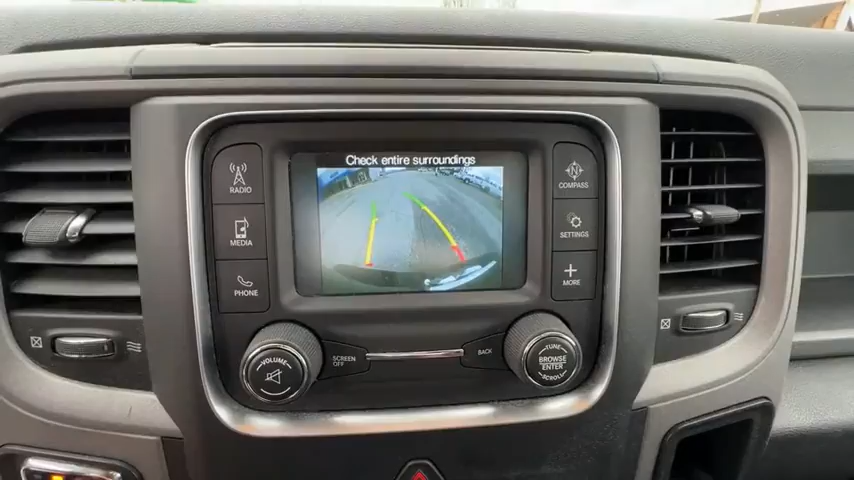 Check entire surroundings
RADIO
MEDIA
PHONE
N
COMPASS
SETTINGS
MORE
VOLUME
SCREEN
OFF
BACK
TUNE
BROWSE
ENTER
SCROLL